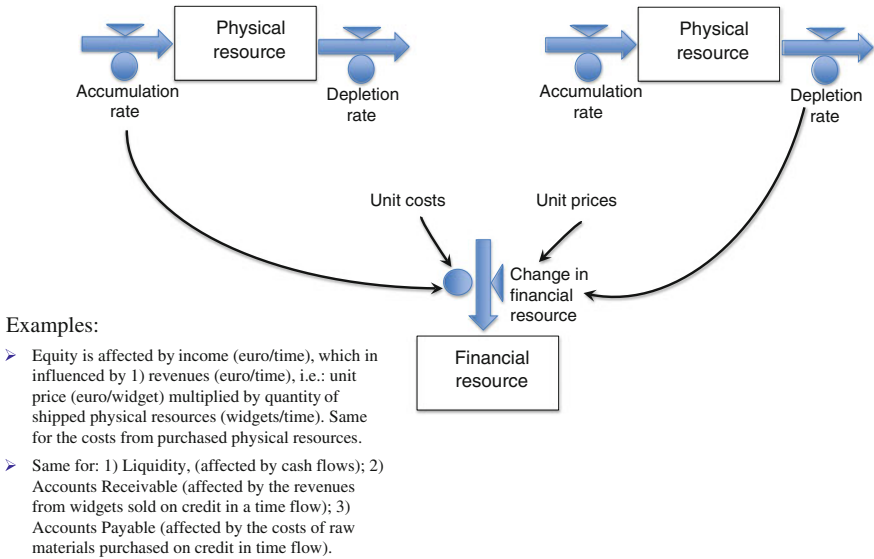 Physical
resource
Accumulation
rate
Depletion
rate
Physical
resource
Accumulation
rate
Depletion
rate
Unit costs
Unit prices
Change in
financial
resource
Financial
resource
Examples:
➢ Equity is affected by income (euro/time), which in
influenced by 1) revenues (euro/time), i.e.: unit
price (euro/widget) multiplied by quantity of
shipped physical resources (widgets/time). Same
for the costs from purchased physical resources.
➢ Same for: 1) Liquidity, (affected by cash flows); 2)
Accounts Receivable (affected by the revenues
from widgets sold on credit in a time flow); 3)
Accounts Payable (affected by the costs of raw
materials purchased on credit in time flow).